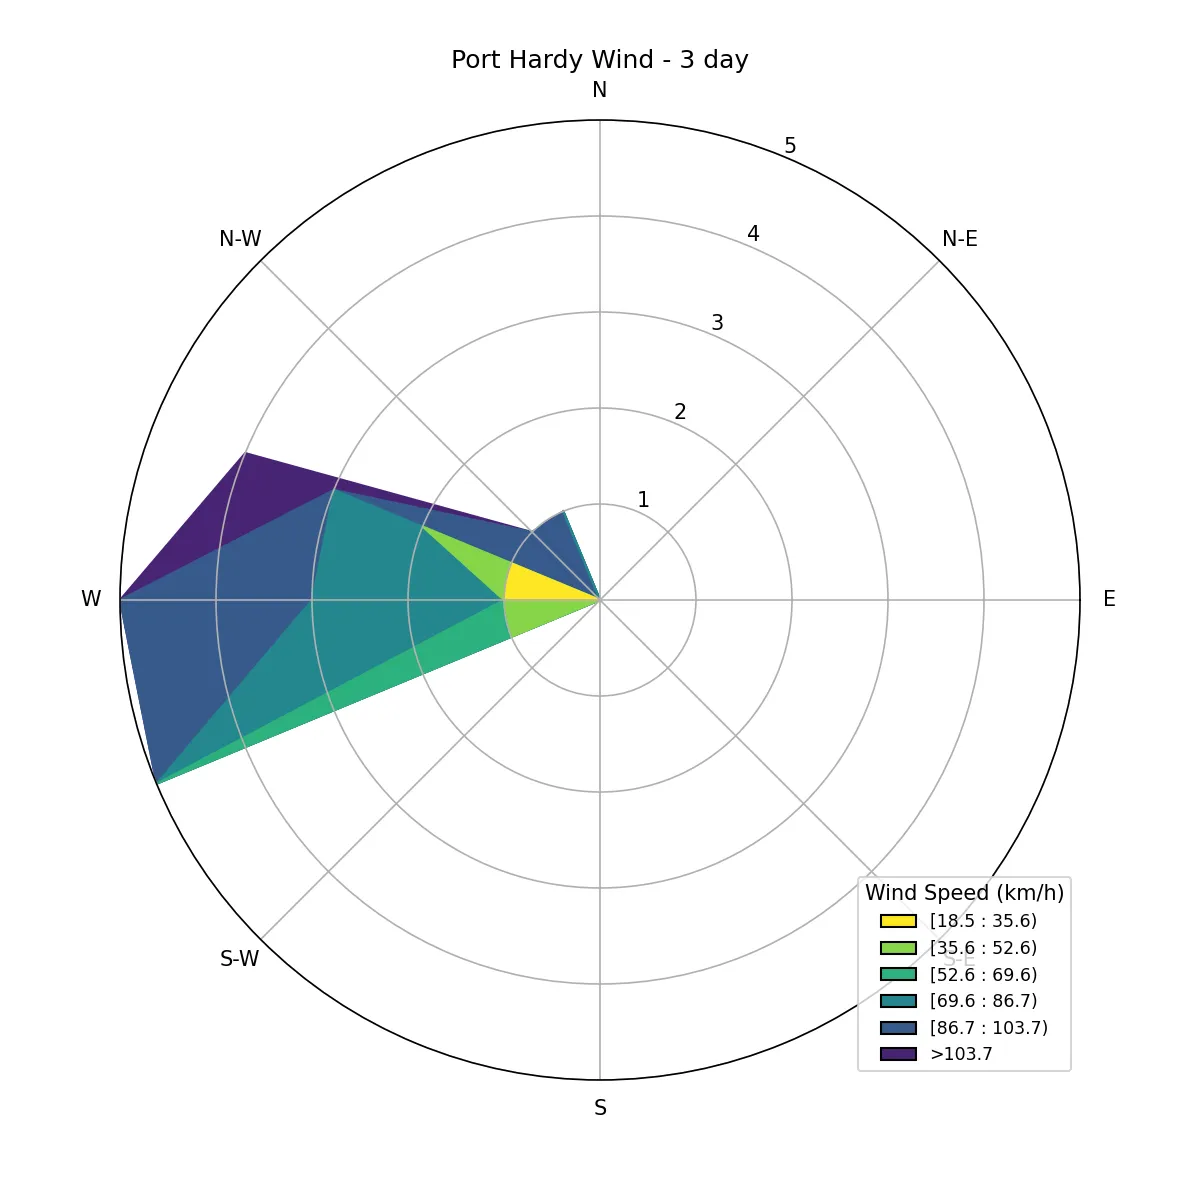 Port Hardy Wind - 3 day
N
5
N-W
N-E
4
3
2
1
W
E
S-W
S-E
S
Wind Speed (km/h)
[18.5 : 35.6)
[35.6 : 52.6)
[52.6 : 69.6)
[69.6 : 86.7)
[86.7 : 103.7)
>103.7